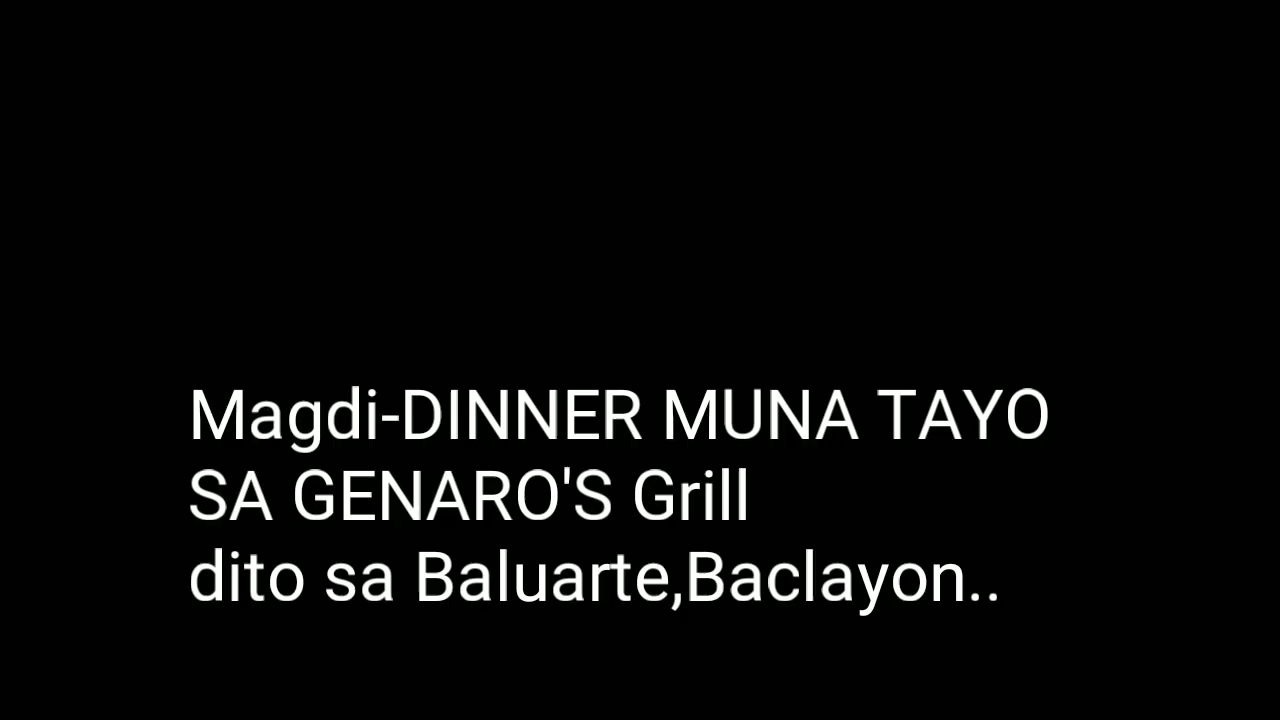 Magdi-DINNER MUNA TAYO
SA GENARO'S Grill
dito sa Baluarte,Baclayon..